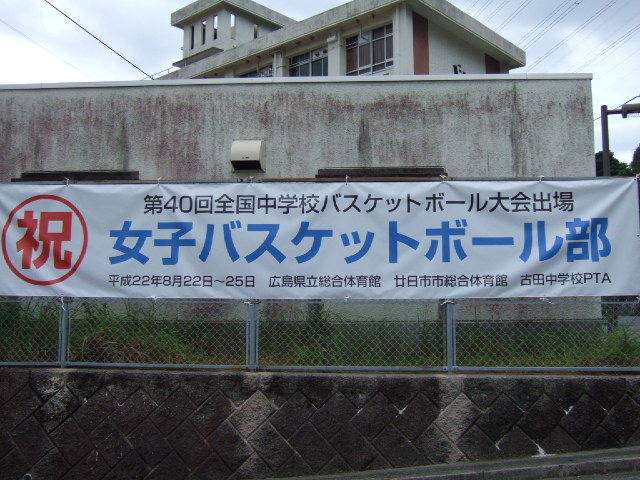 祝
第40回全国中学校バスケットボール大会出場
女子バスケットボール部
平成22年8月22日～25日　広島県立総合体育館　廿日市市総合体育館　古田中学校PTA